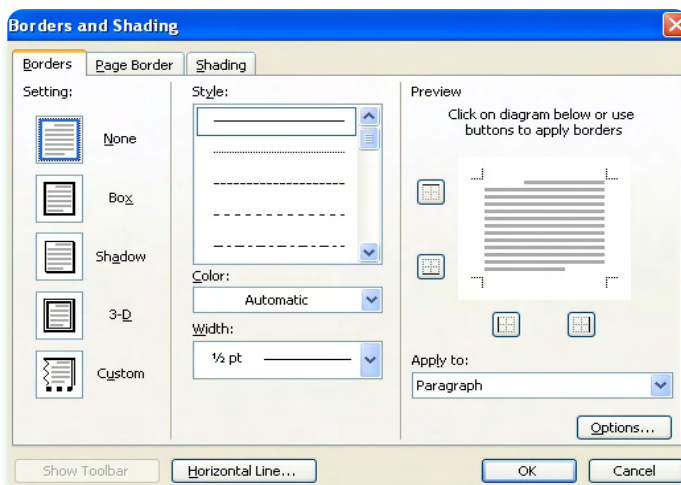 Borders and Shading
Borders Page Border Shading
Setting:
None
Box
Shadow
3-D
Custom
Style:
Color:
Automatic
Width:
½ pt
Preview
Click on diagram below or use
buttons to apply borders
Apply to:
Paragraph
Options...
Show Toolbar Horizontal Line... OK Cancel